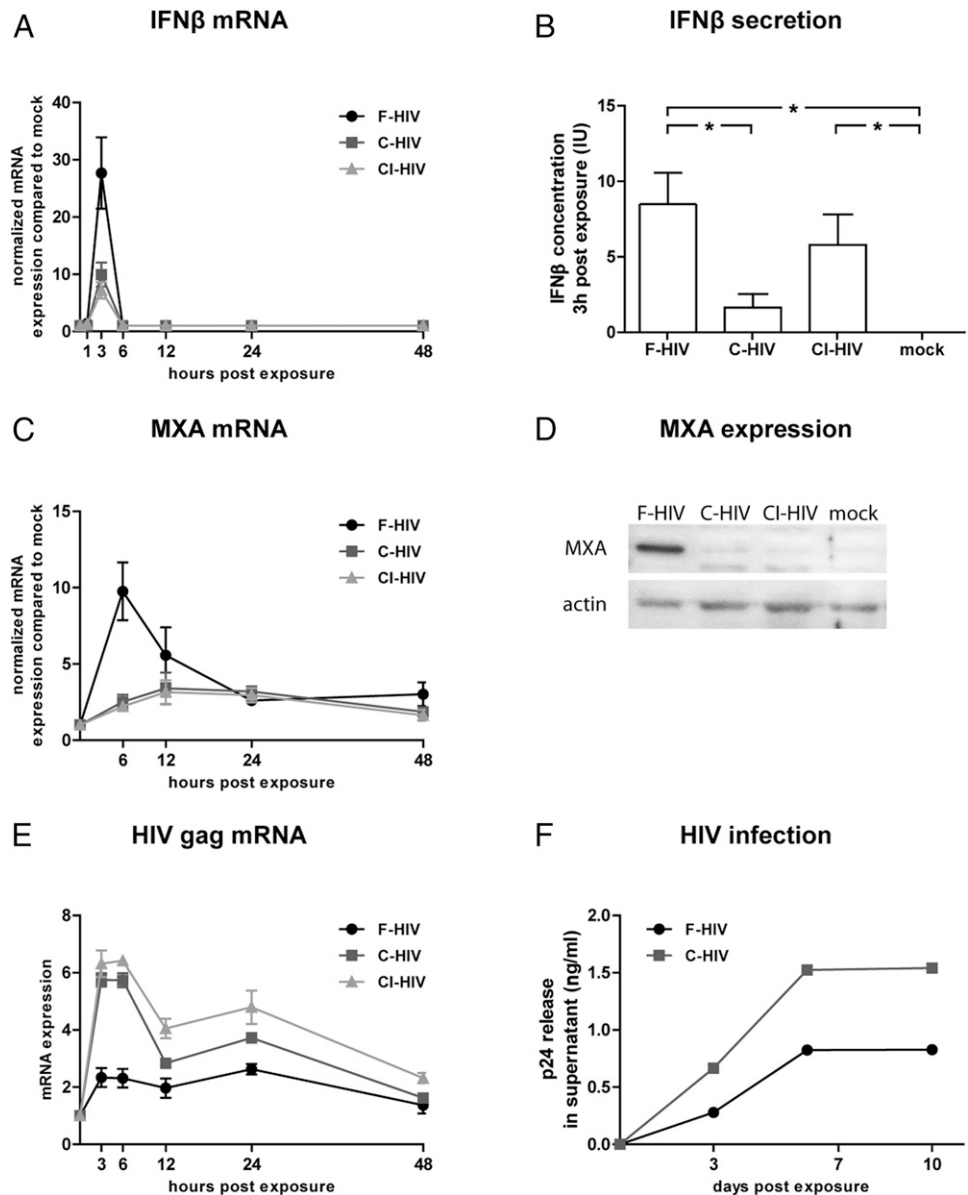 A
IFNβ mRNA
normalized mRNA
expression compared to mock
40
30
20
10
0
1 3 6 12 24 48
hours post exposure
F-HIV
C-HIV
CI-HIV
B
IFNβ secretion
IFNβ concentration
3h post exposure (IU)
15
10
5
0
* 
* *
F-HIV C-HIV CI-HIV mock
C
MXA mRNA
normalized mRNA
expression compared to mock
15
10
5
0
6 12 24 48
hours post exposure
F-HIV
C-HIV
CI-HIV
D
MXA expression
F-HIV C-HIV CI-HIV mock
MXA
actin
E
HIV gag mRNA
mRNA expression
8
6
4
2
0
3 6 12 24 48
hours post exposure
F-HIV
C-HIV
CI-HIV
F
HIV infection
p24 release
in supernatant (ng/ml)
2.0
1.5
1.0
0.5
0.0
3 7 10
days post exposure
F-HIV
C-HIV